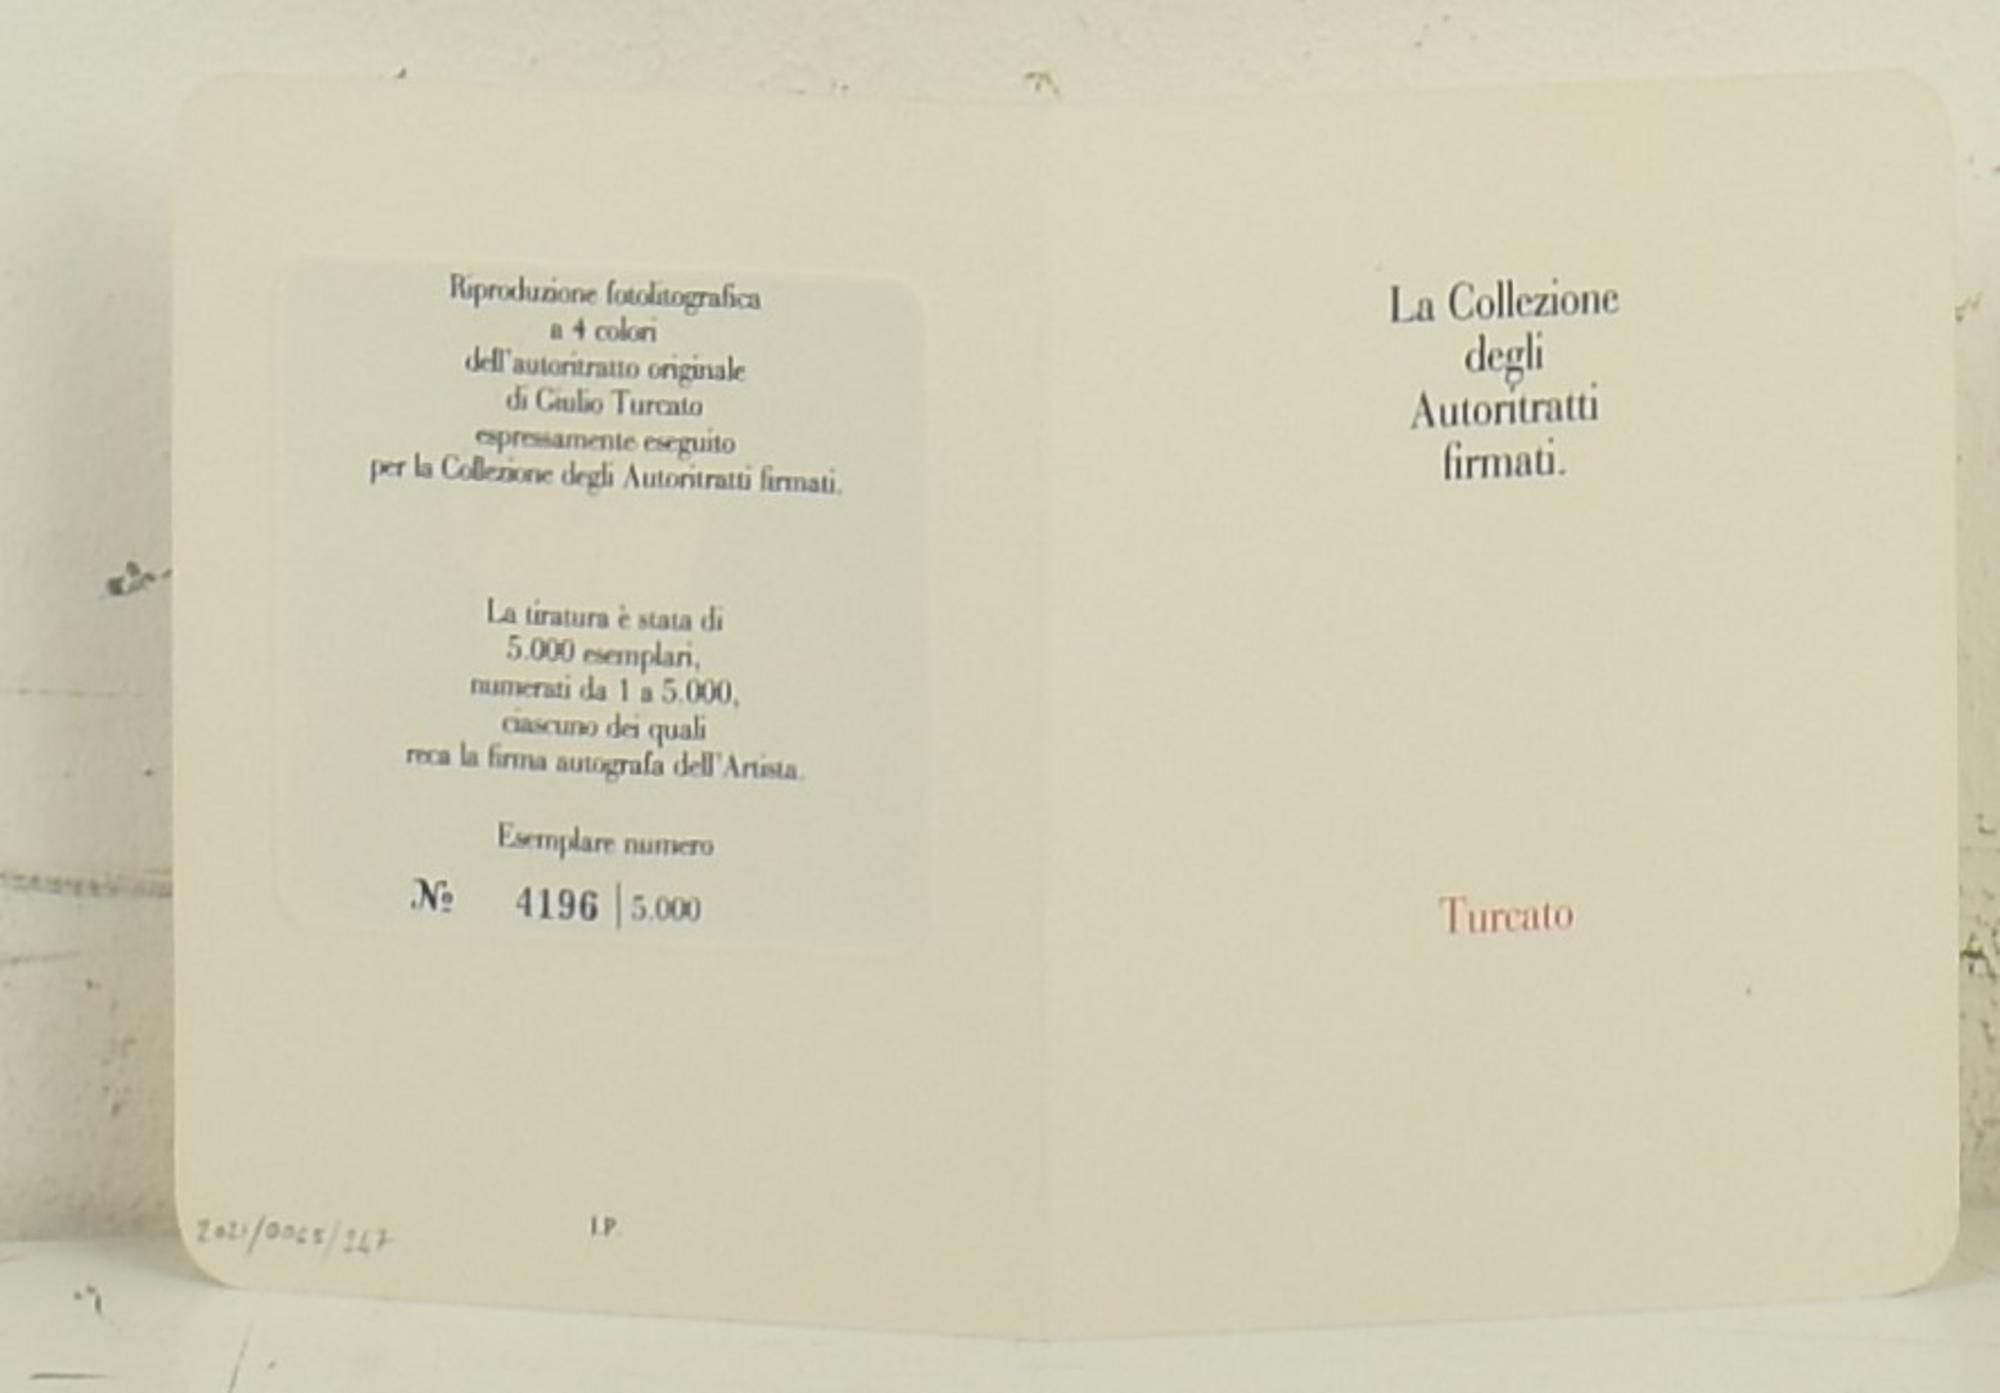 Riproduzione fotolitografica
a 4 colori
dell'autoritratto originale
di Giulio Turcato
espressamente eseguito
per la Collezione degli Autoritratti firmati.
La tiratura è stata di
5.000 esemplari,
numerati da 1 a 5.000,
ciascuno dei quali
reca la firma autografa dell'Artista.
Esemplare numero
№ 4196 | 5.000
I.P.
2021/0065/247
La Collezione
degli
Autoritratti
firmati.
Turcato